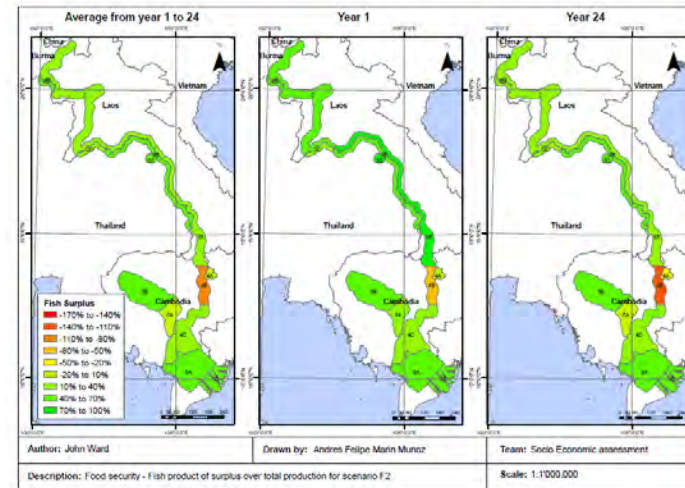 Average from year 1 to 24
Year 1
Year 24
China
Burma
Vietnam
Laos
Thailand
Cambodia
China
Burma
Vietnam
Laos
Thailand
Cambodia
China
Burma
Vietnam
Laos
Thailand
Cambodia
Fish Surplus
-170% to -140%
-140% to -110%
-110% to -80%
-80% to -50%
-50% to -20%
-20% to 10%
10% to 40%
40% to 70%
70% to 100%
Author: John Ward
Drawn by: Andres Felipe Marin Munoz
Team: Socio Economic assessment
Description: Food security - Fish product of surplus over total production for scenario F2
Scale: 1:1'000.000